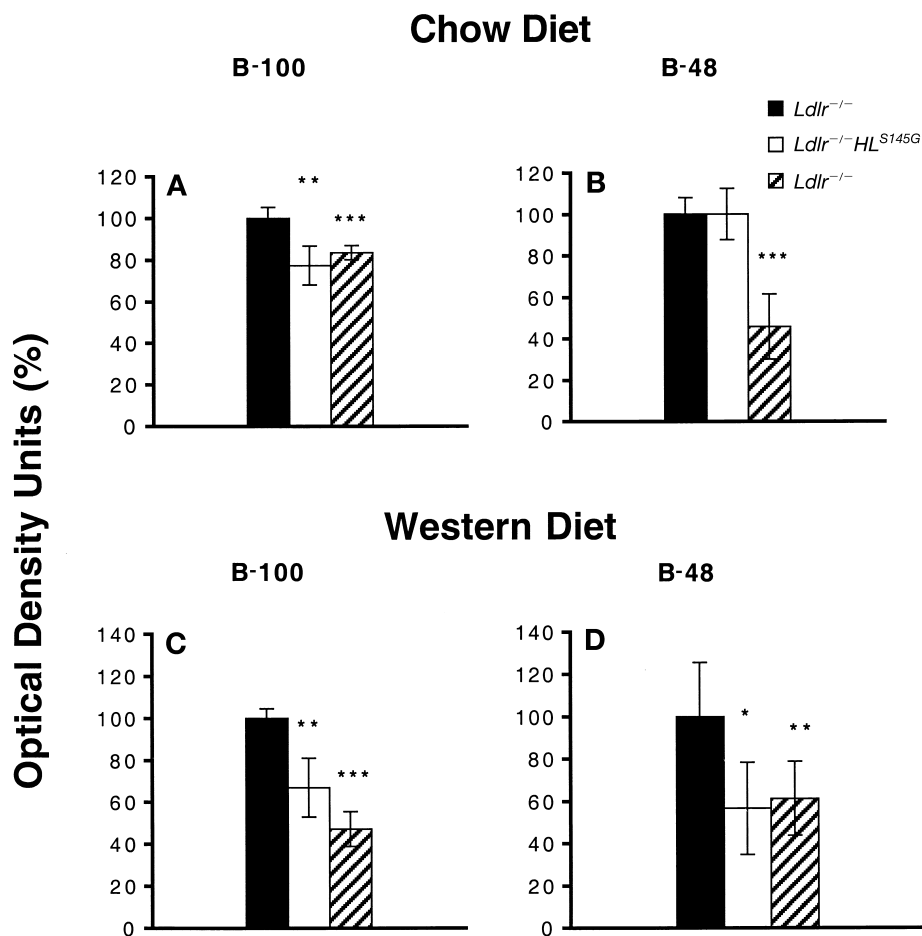 Chow Diet
B-100
B-48
Ldlr−/−
Ldlr−/−HLS145G
Ldlr−/−
A
120
100
80
60
40
20
0
**
***
B
120
100
80
60
40
20
0
***
Optical Density Units (%)
Western Diet
B-100
B-48
C
140
120
100
80
60
40
20
0
**
***
D
140
120
100
80
60
40
20
0
*
**